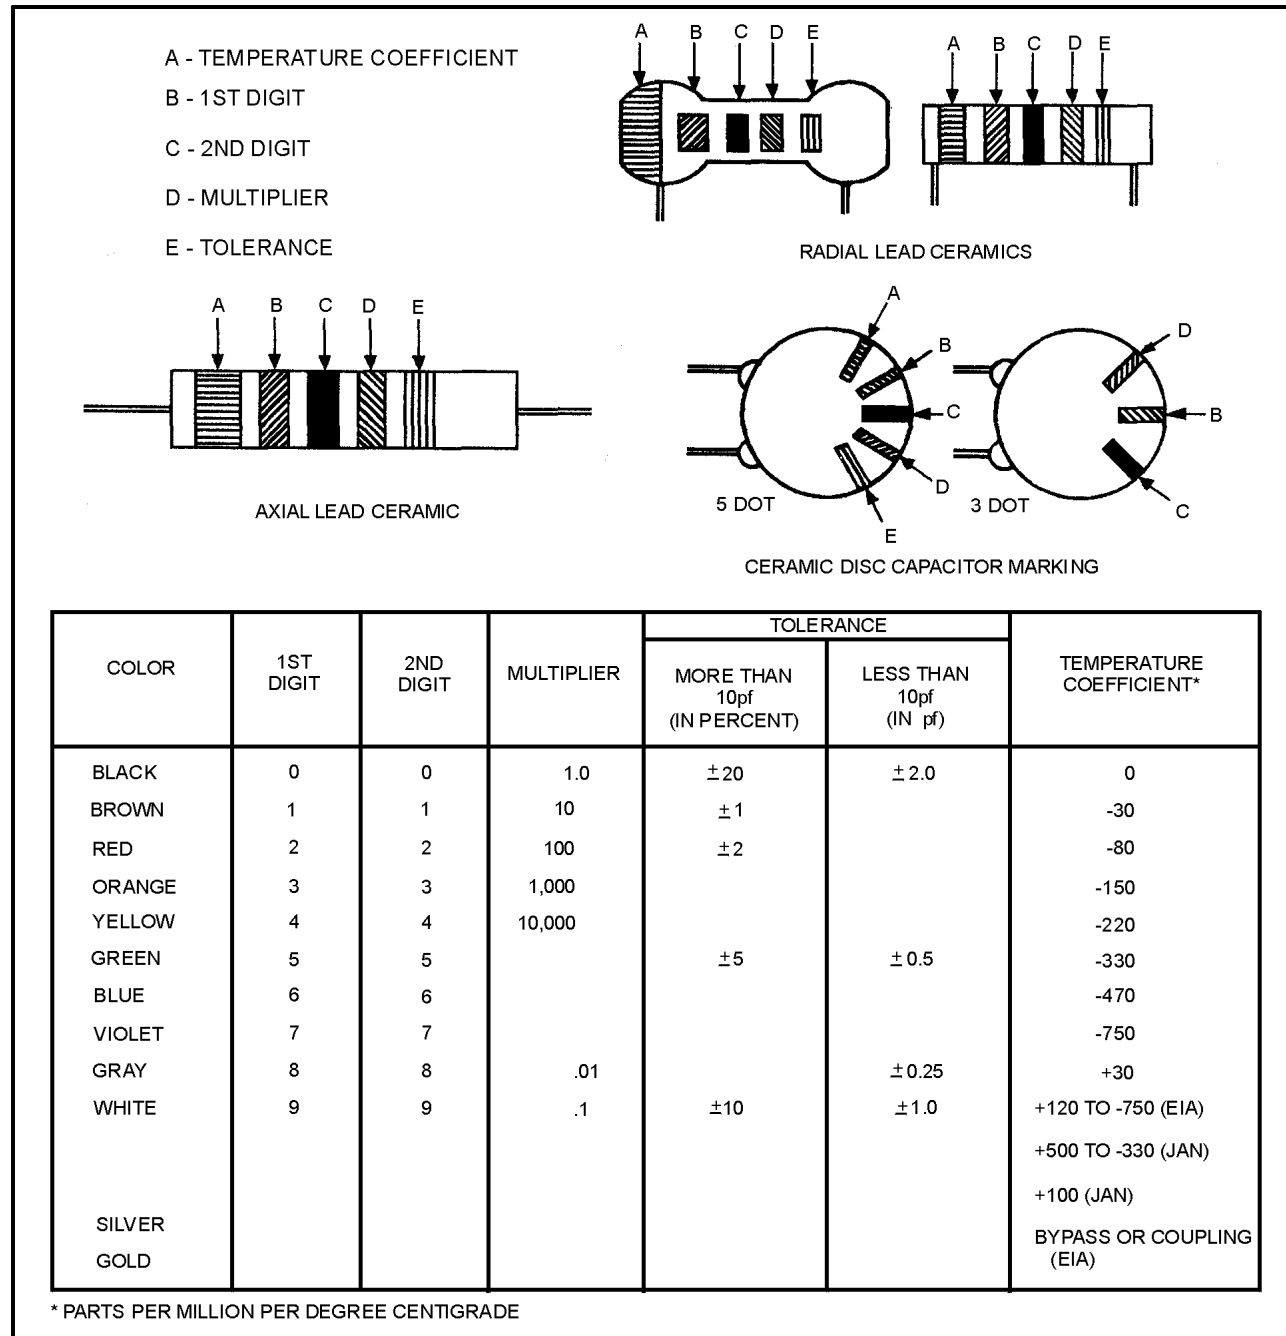 A - TEMPERATURE COEFFICIENT
B - 1ST DIGIT
C - 2ND DIGIT
D - MULTIPLIER
E - TOLERANCE
A B C D E
A B C D E
RADIAL LEAD CERAMICS
A B C D E
AXIAL LEAD CERAMIC
A
B
C
D
E
5 DOT
D
B
C
3 DOT
CERAMIC DISC CAPACITOR MARKING
COLOR
1ST
DIGIT
2ND
DIGIT
MULTIPLIER
TOLERANCE
MORE THAN
10pf
(IN PERCENT)
LESS THAN
10pf
(IN pf)
TEMPERATURE
COEFFICIENT*
BLACK 0 0 1.0 ±20 ±2.0 0
BROWN 1 1 10 ±1 -30
RED 2 2 100 ±2 -80
ORANGE 3 3 1,000 -150
YELLOW 4 4 10,000 -220
GREEN 5 5 ±5 ±0.5 -330
BLUE 6 6 -470
VIOLET 7 7 -750
GRAY 8 8 .01 ±0.25 +30
WHITE 9 9 .1 ±10 ±1.0 +120 TO -750 (EIA)
+500 TO -330 (JAN)
+100 (JAN)
SILVER
BYPASS OR COUPLING
(EIA)
GOLD
* PARTS PER MILLION PER DEGREE CENTIGRADE